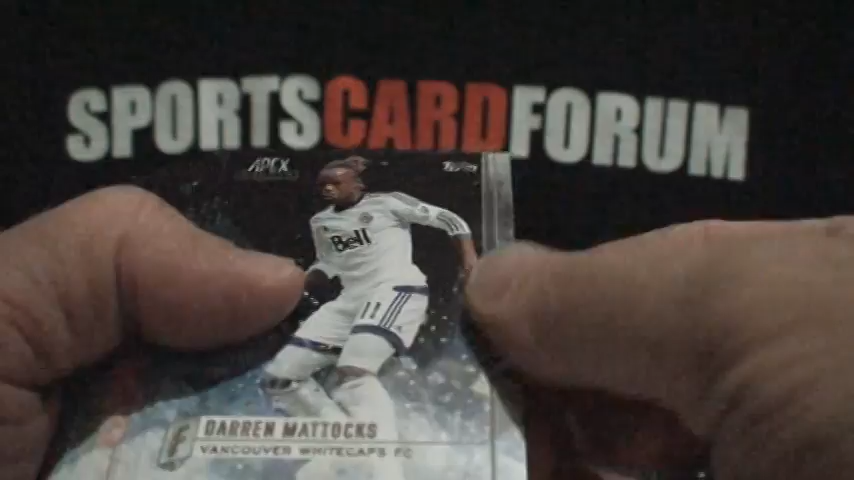 SPORTSCARDFORUM
APEX
Topps
Bell
11
F
DARREN MATTOCKS
VANCOUVER WHITECAPS FC